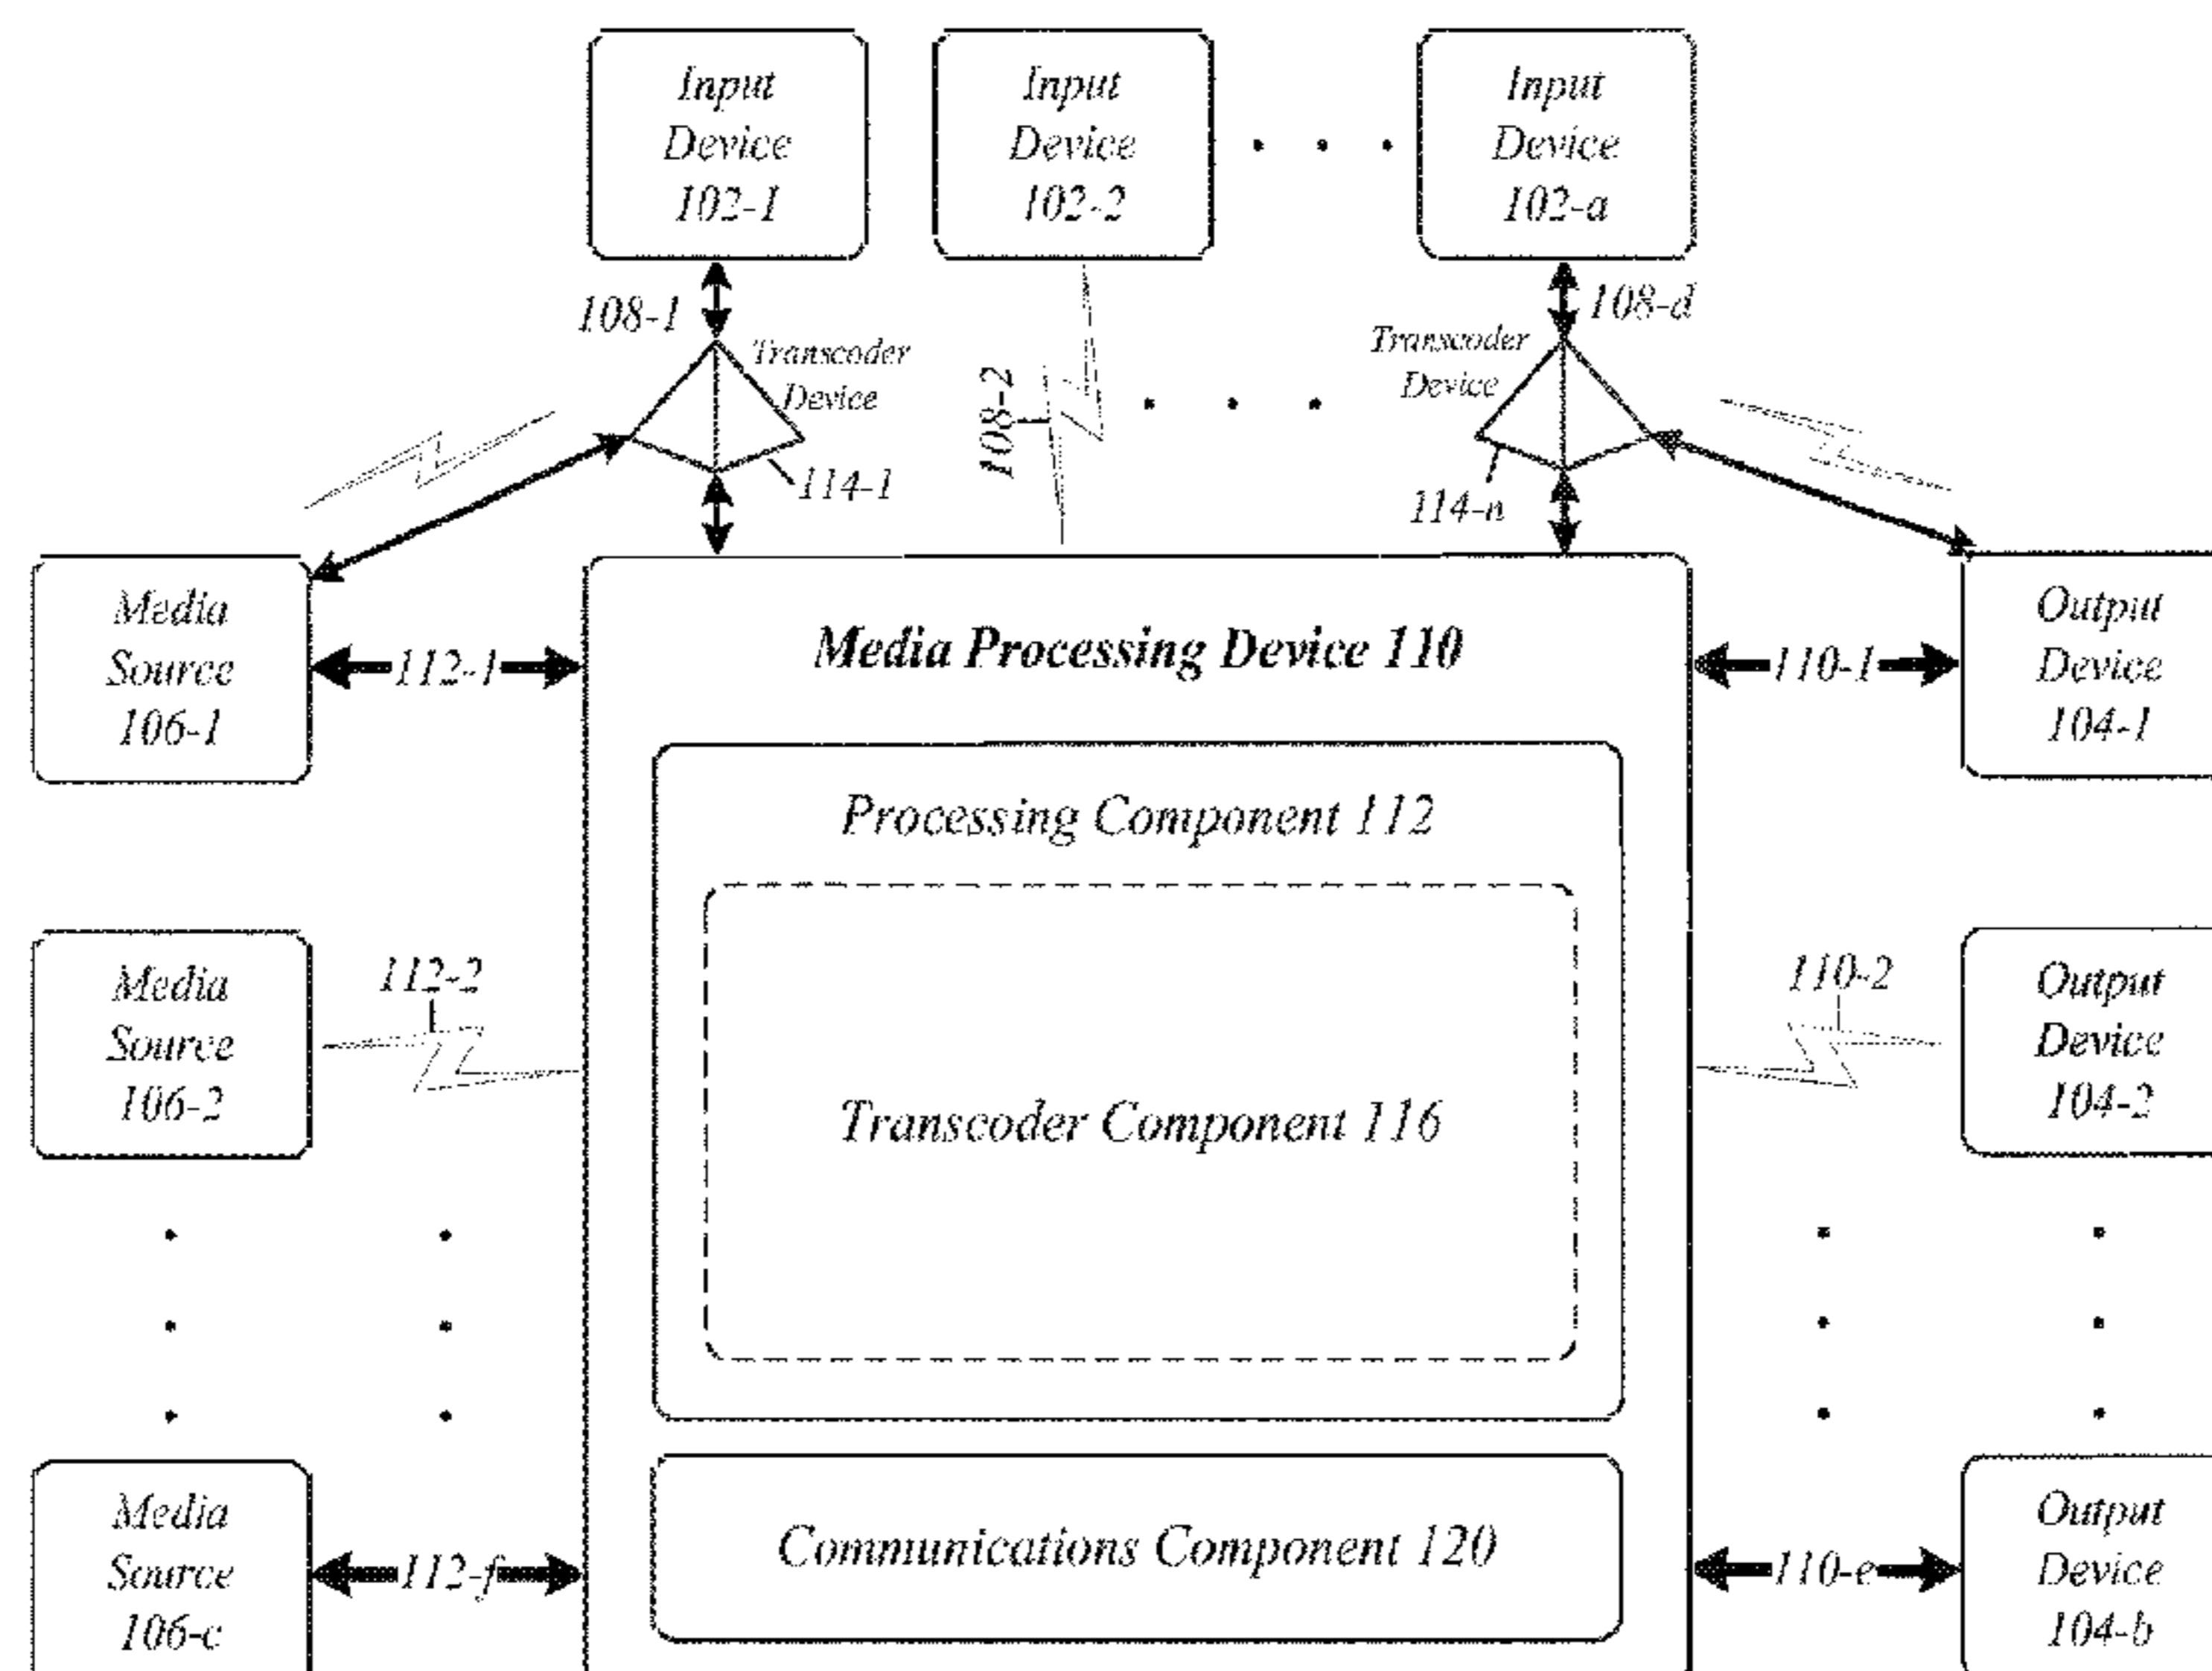 Input
Device
102-1
Input
Device
102-2
Input
Device
102-a
108-1
108-d
Transcoder
Device
Transcoder
Device
108-2
114-1
114-n
Media
Source
106-1
112-1
Media Processing Device 110
110-1
Output
Device
104-1
Processing Component 112
Media
Source
106-2
112-2
110-2
Output
Device
104-2
Transcoder Component 116
Media
Source
106-c
112-f
Communications Component 120
110-e
Output
Device
104-b